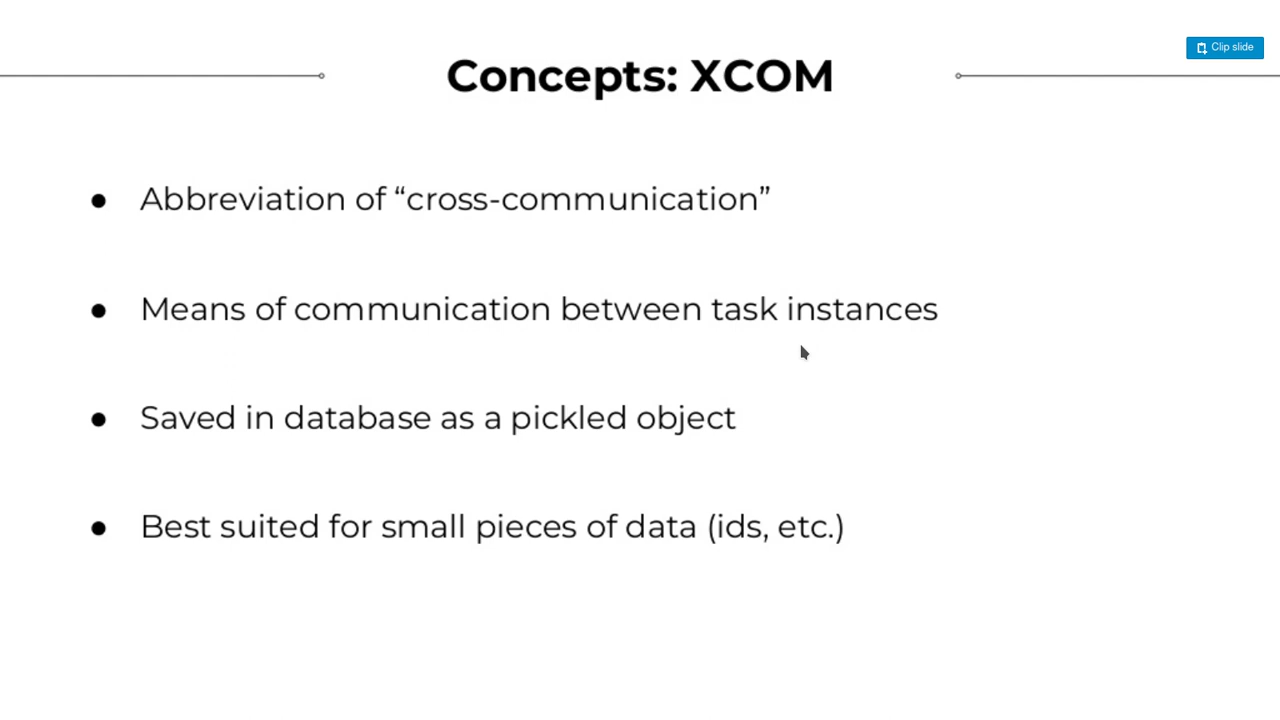 Clip slide
Concepts: XCOM
● Abbreviation of “cross-communication”
● Means of communication between task instances
● Saved in database as a pickled object
● Best suited for small pieces of data (ids, etc.)